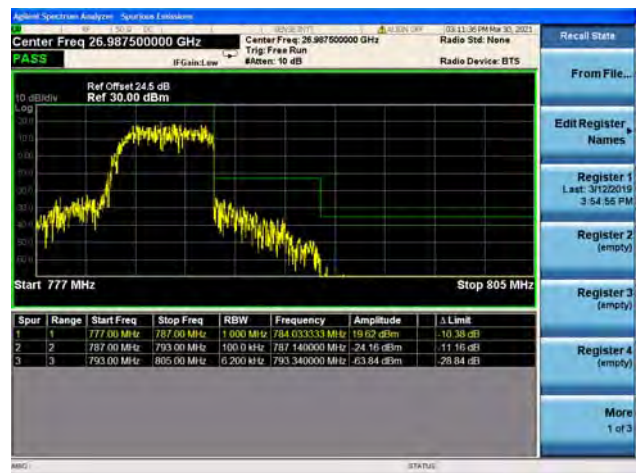 Agilent Spectrum Analyzer Spurious Emissions
RF 50 Ω DC SENSE:INT ALIGN OFF 03:11:36 PM Mar 30, 2021
Center Freq 26.987500000 GHz
Center Freq: 26.987500000 GHz
Radio Std: None
Trig: Free Run
PASS
IFGain:Low
#Atten: 10 dB
Radio Device: BTS
Ref Offset 24.5 dB
10 dB/div Ref 30.00 dBm
Log
Start 777 MHz
Stop 805 MHz
Spur Range Start Freq Stop Freq RBW Frequency Amplitude Δ Limit
1 1 777.00 MHz 787.00 MHz 1.000 MHz 784.033333 MHz 19.62 dBm -10.38 dB
2 2 787.00 MHz 793.00 MHz 100.0 kHz 787.140000 MHz -24.16 dBm -11.16 dB
3 3 793.00 MHz 805.00 MHz 6.200 kHz 793.340000 MHz -63.84 dBm -28.84 dB
MSG
STATUS
Recall State
From File...
Edit Register
Names
Register 1
Last: 3/12/2019
3:54:55 PM
Register 2
(empty)
Register 3
(empty)
Register 4
(empty)
More
1 of 3